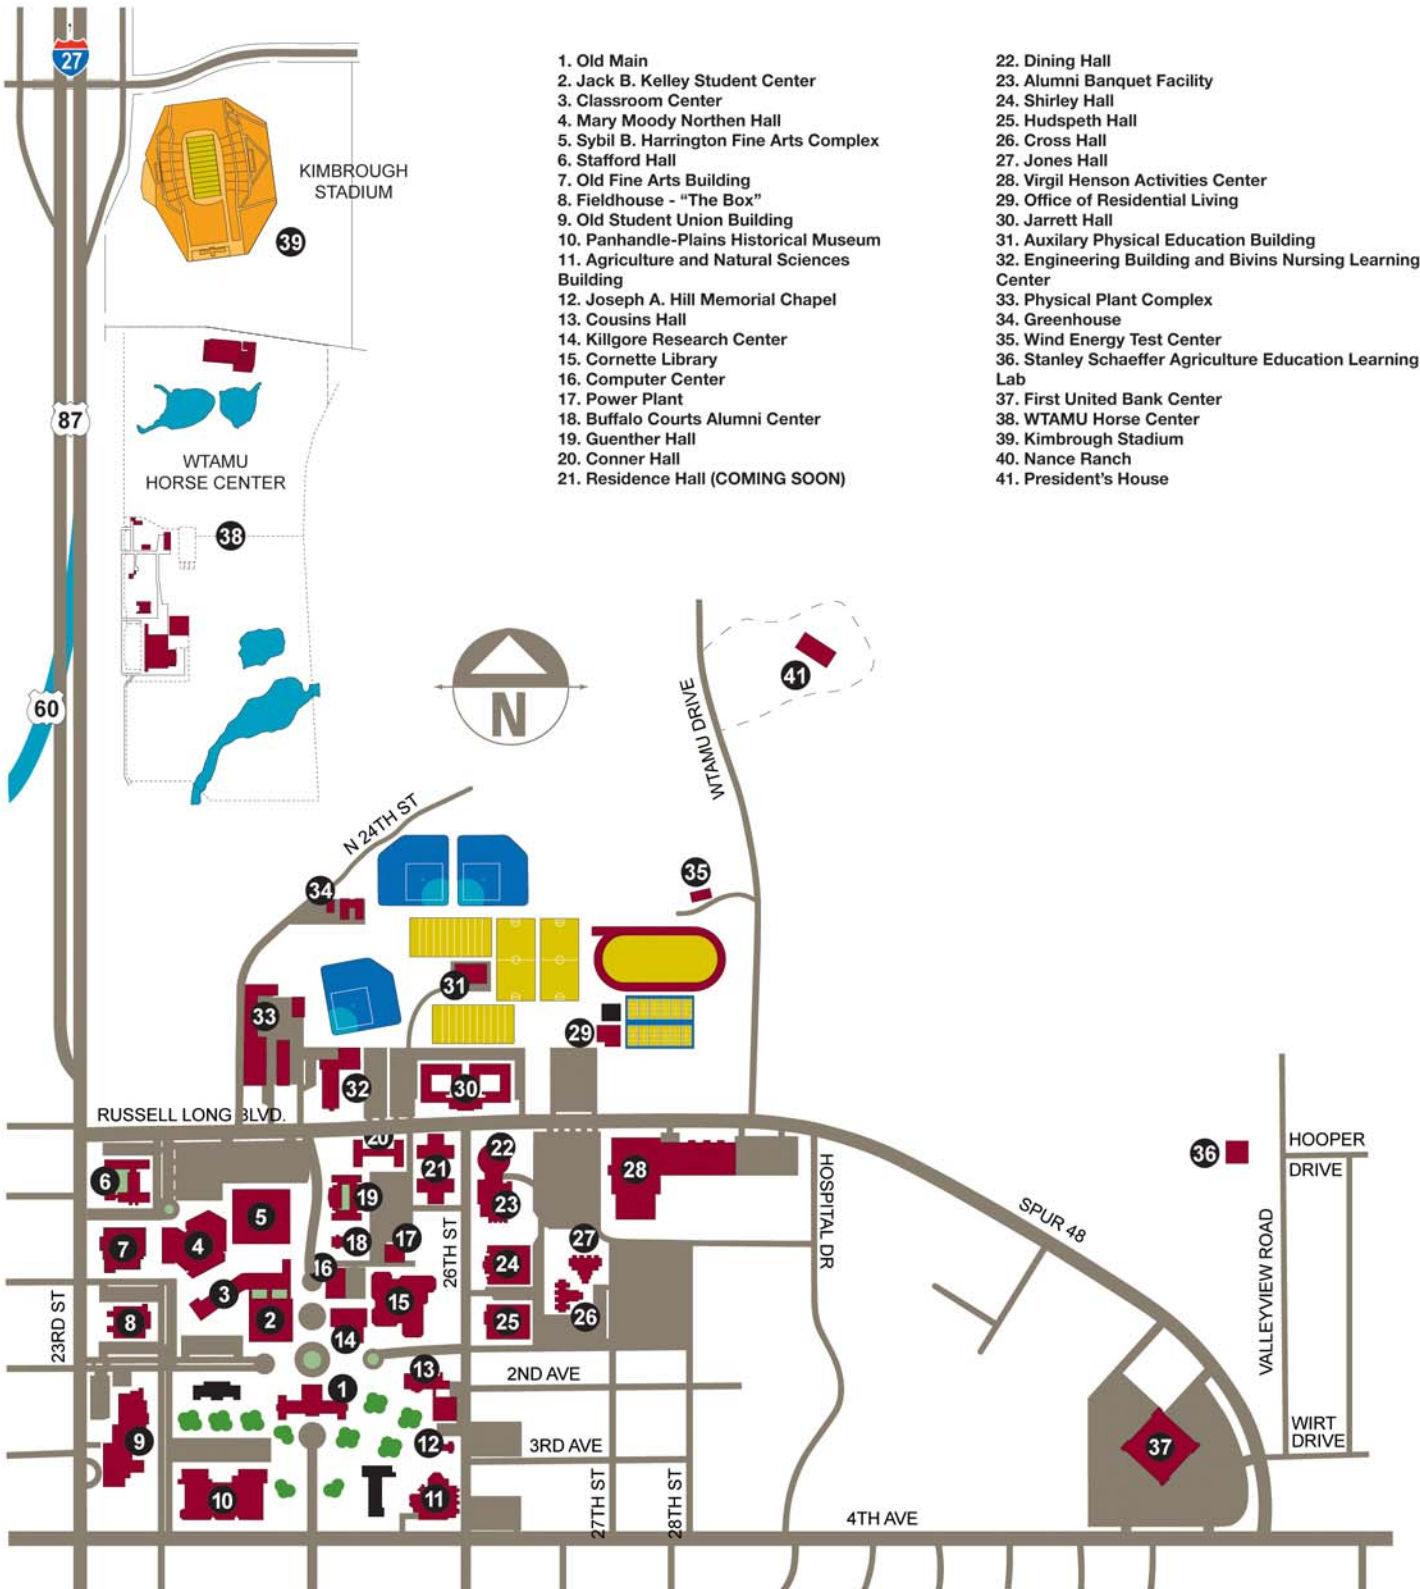 1. Old Main
2. Jack B. Kelley Student Center
3. Classroom Center
4. Mary Moody Northen Hall
5. Sybil B. Harrington Fine Arts Complex
6. Stafford Hall
7. Old Fine Arts Building
8. Fieldhouse - “The Box”
9. Old Student Union Building
10. Panhandle-Plains Historical Museum
11. Agriculture and Natural Sciences
Building
12. Joseph A. Hill Memorial Chapel
13. Cousins Hall
14. Killgore Research Center
15. Cornette Library
16. Computer Center
17. Power Plant
18. Buffalo Courts Alumni Center
19. Guenther Hall
20. Conner Hall
21. Residence Hall (COMING SOON)
22. Dining Hall
23. Alumni Banquet Facility
24. Shirley Hall
25. Hudspeth Hall
26. Cross Hall
27. Jones Hall
28. Virgil Henson Activities Center
29. Office of Residential Living
30. Jarrett Hall
31. Auxilary Physical Education Building
32. Engineering Building and Bivins Nursing Learning
Center
33. Physical Plant Complex
34. Greenhouse
35. Wind Energy Test Center
36. Stanley Schaeffer Agriculture Education Learning
Lab
37. First United Bank Center
38. WTAMU Horse Center
39. Kimbrough Stadium
40. Nance Ranch
41. President's House
27
KIMBROUGH
STADIUM
39
87
WTAMU
HORSE CENTER
38
60
N
WTAMU DRIVE
41
N 24TH ST
34
35
31
33
29
32
30
RUSSELL LONG BLVD.
20
22
21
28
6
19
23
5
18
17
7
4
27
24
16
26TH ST
HOSPITAL DR
3
15
8
2
26
25
14
23RD ST
13
1
2ND AVE
9
12
3RD AVE
10
11
27TH ST
28TH ST
4TH AVE
SPUR 48
36
HOOPER
DRIVE
VALLEYVIEW ROAD
WIRT
DRIVE
37